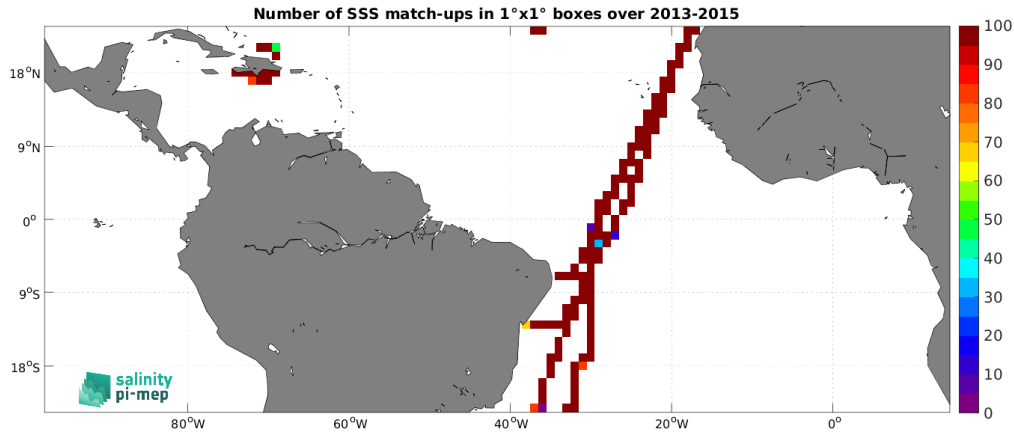 Number of SSS match-ups in 1°x1° boxes over 2013-2015
18°N
9°N
0°
9°S
18°S
80°W
60°W
40°W
20°W
0°
100
90
80
70
60
50
40
30
20
10
0
salinity
pi-mep